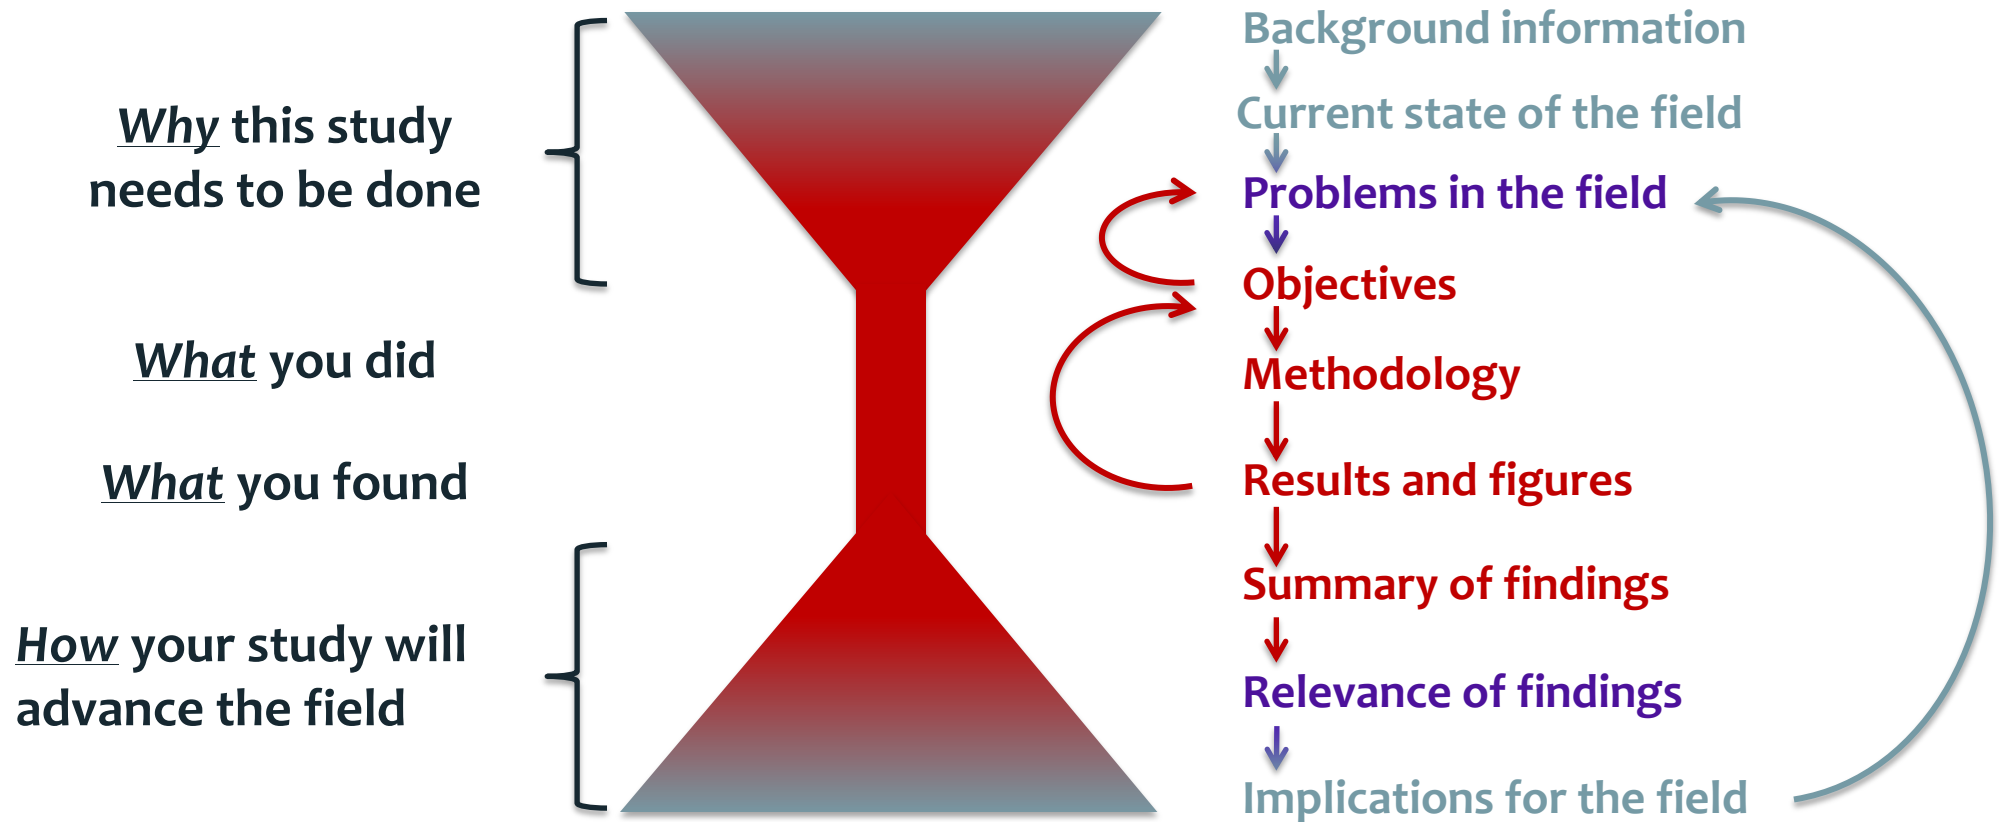 Why this study
needs to be done
What you did
What you found
How your study will
advance the field
Background information
Current state of the field
Problems in the field
Objectives
Methodology
Results and figures
Summary of findings
Relevance of findings
Implications for the field